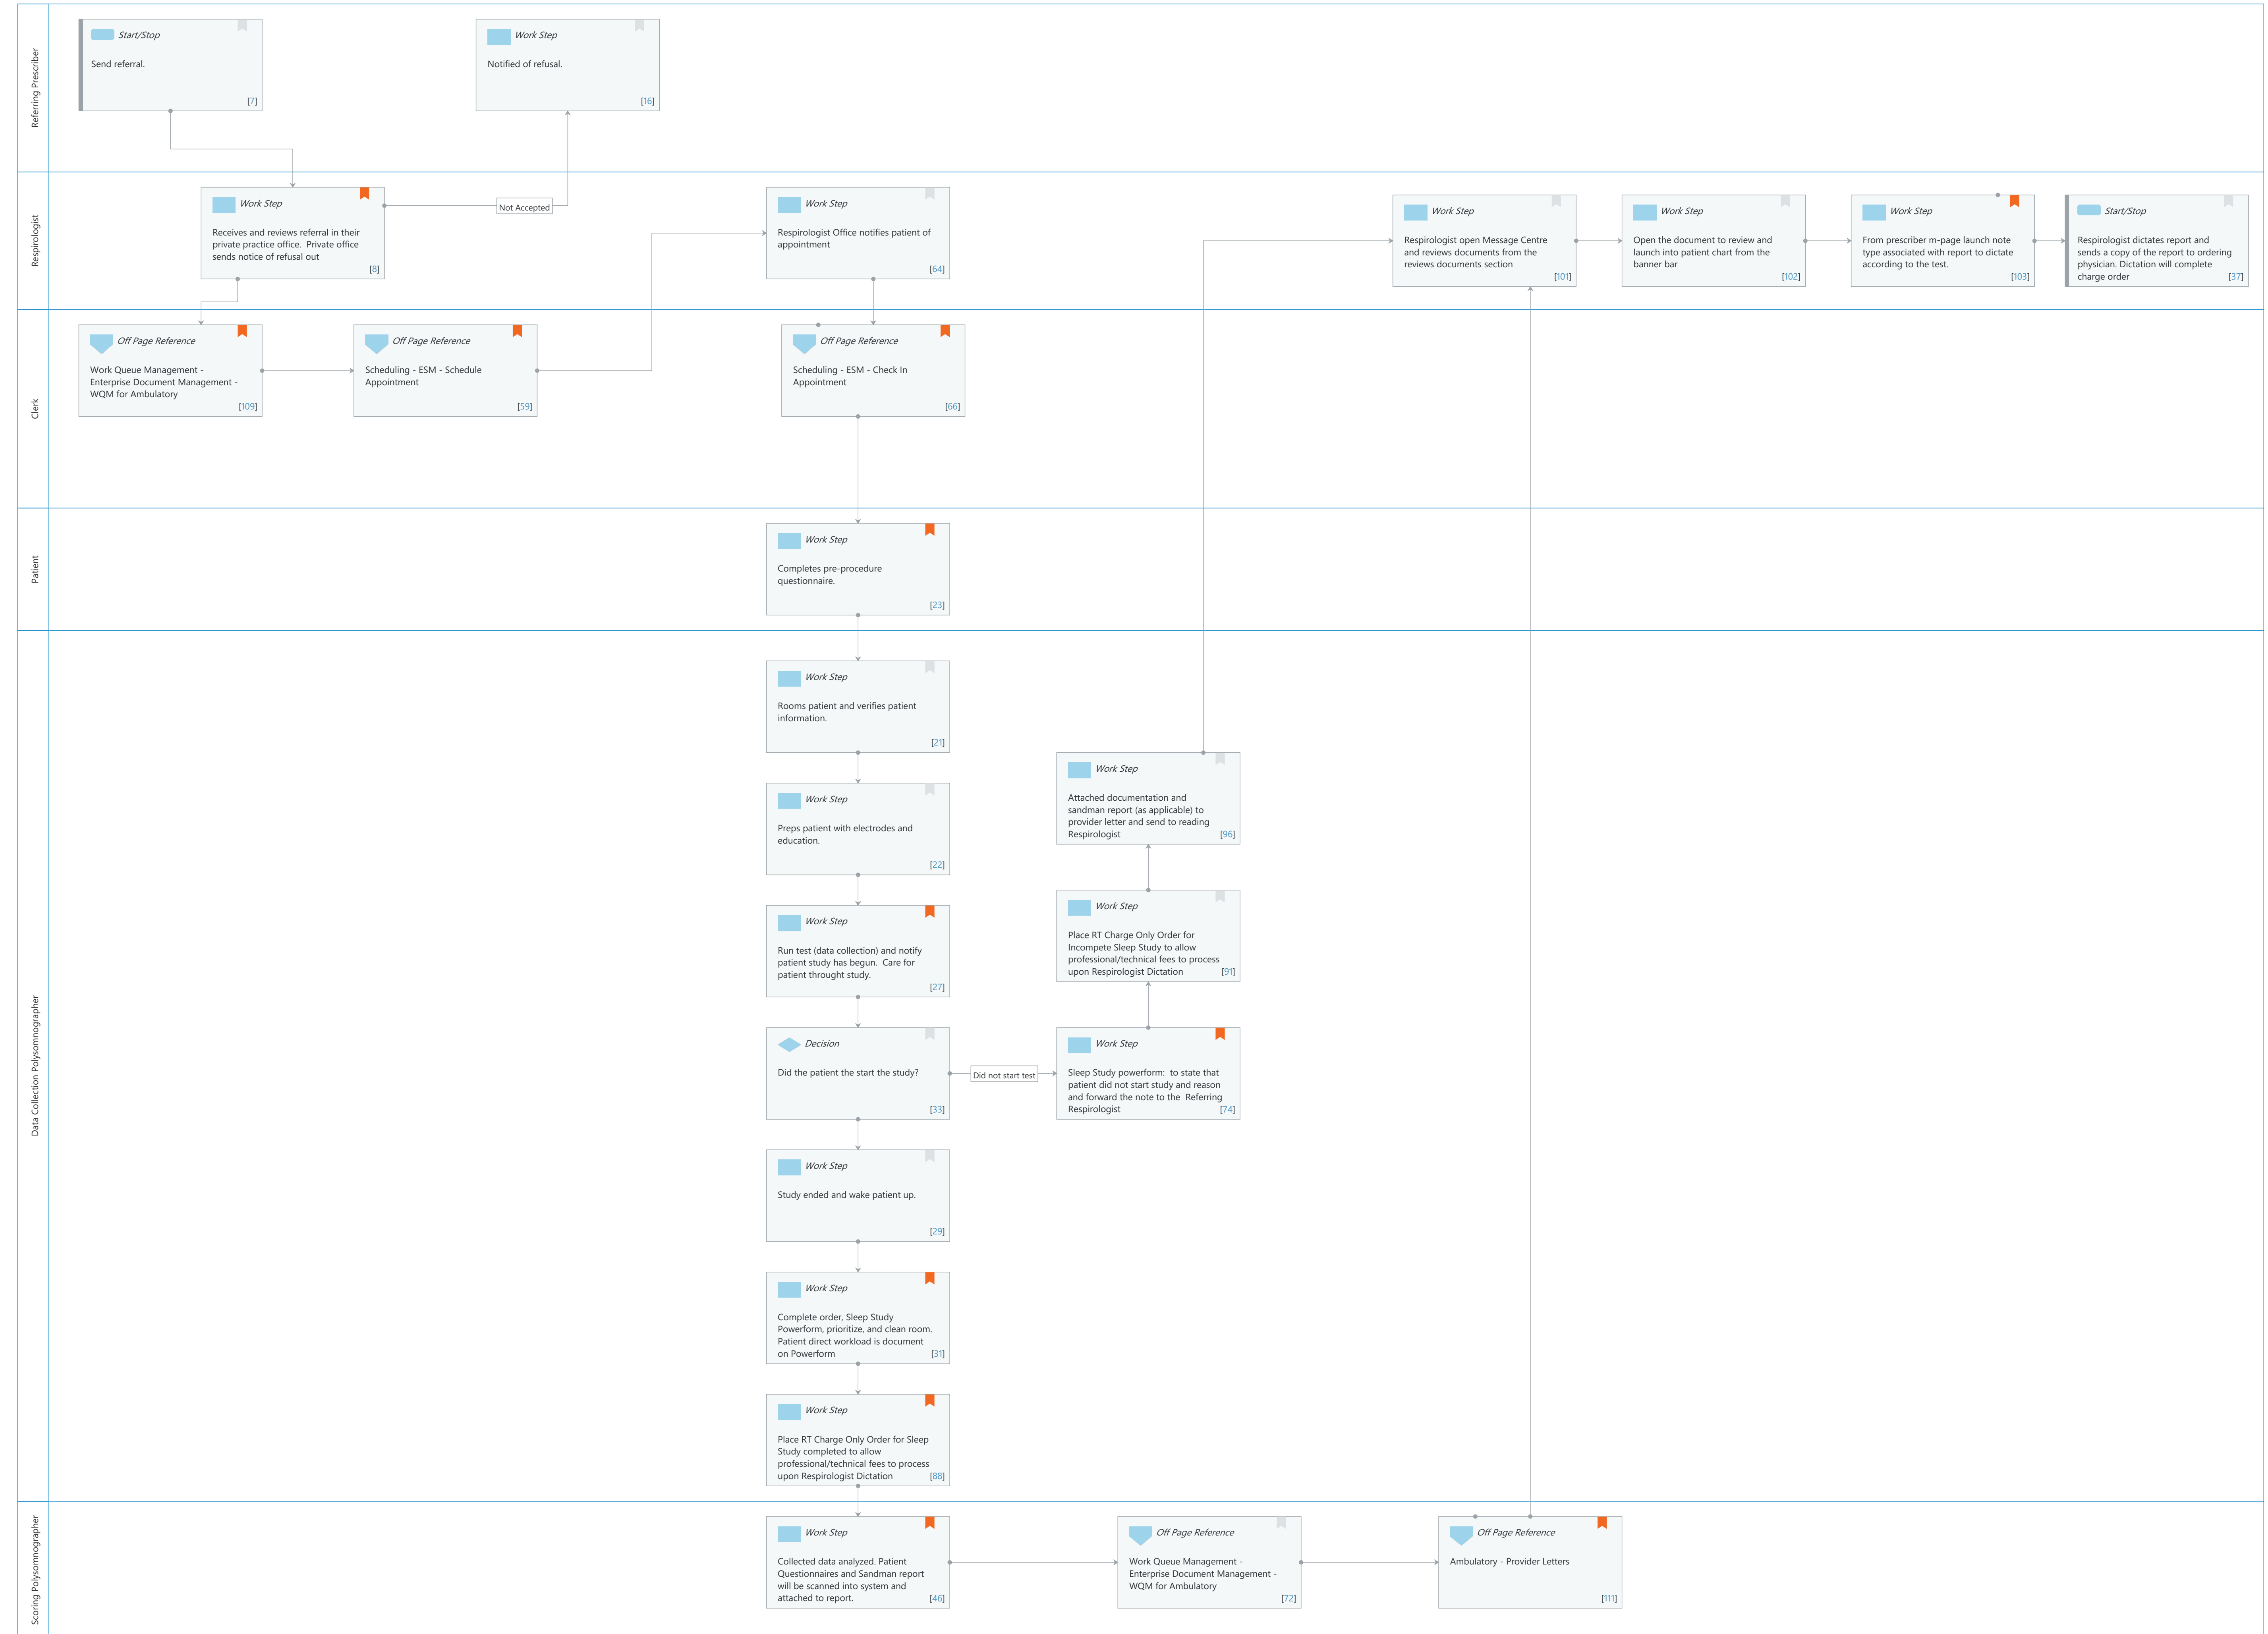 Referring Prescriber
Start/Stop
Send referral.
[7]
Work Step
Notified of refusal.
[16]
Respirologist
Work Step
Receives and reviews referral in their
private practice office.  Private office
sends notice of refusal out
[8]
Not Accepted
Work Step
Respirologist Office notifies patient of
appointment
[64]
Work Step
Respirologist open Message Centre
and reviews documents from the
reviews documents section
[101]
Work Step
Open the document to review and
launch into patient chart from the
banner bar
[102]
Work Step
From prescriber m-page launch note
type associated with report to dictate
according to the test.
[103]
Start/Stop
Respirologist dictates report and
sends a copy of the report to ordering
physician. Dictation will complete
charge order
[37]
Clerk
Off Page Reference
Work Queue Management -
Enterprise Document Management -
WQM for Ambulatory
[109]
Off Page Reference
Scheduling - ESM - Schedule
Appointment
[59]
Off Page Reference
Scheduling - ESM - Check In
Appointment
[66]
Patient
Work Step
Completes pre-procedure
questionnaire.
[23]
Data Collection Polysomnographer
Work Step
Rooms patient and verifies patient
information.
[21]
Work Step
Preps patient with electrodes and
education.
[22]
Work Step
Run test (data collection) and notify
patient study has begun.  Care for
patient throught study.
[27]
Decision
Did the patient the start the study?
[33]
Did not start test
Work Step
Sleep Study powerform:  to state that
patient did not start study and reason
and forward the note to the  Referring
Respirologist
[74]
Work Step
Place RT Charge Only Order for
Incompete Sleep Study to allow
professional/technical fees to process
upon Respirologist Dictation
[91]
Work Step
Attached documentation and
sandman report (as applicable) to
provider letter and send to reading
Respirologist
[96]
Work Step
Study ended and wake patient up.
[29]
Work Step
Complete order, Sleep Study
Powerform, prioritize, and clean room.
Patient direct workload is document
on Powerform
[31]
Work Step
Place RT Charge Only Order for Sleep
Study completed to allow
professional/technical fees to process
upon Respirologist Dictation
[88]
Scoring Polysomnographer
Work Step
Collected data analyzed. Patient
Questionnaires and Sandman report
will be scanned into system and
attached to report.
[46]
Off Page Reference
Work Queue Management -
Enterprise Document Management -
WQM for Ambulatory
[72]
Off Page Reference
Ambulatory - Provider Letters
[111]